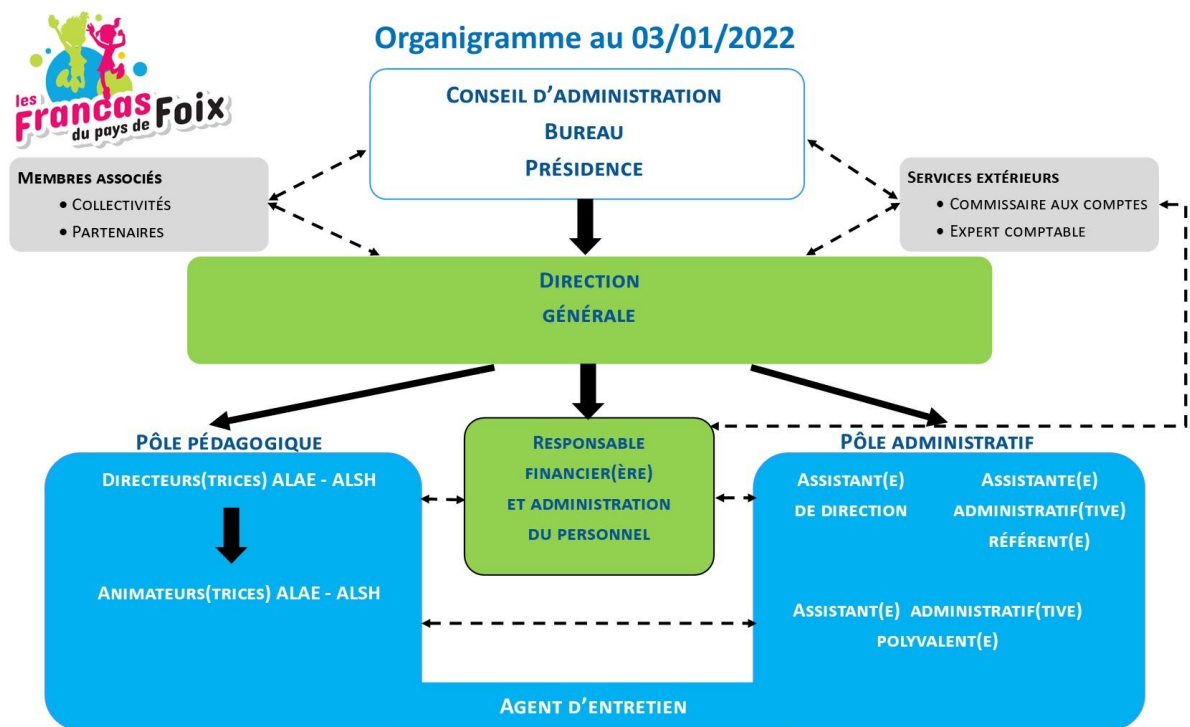 les
Francas
du pays de
Foix
Organigramme au 03/01/2022
CONSEIL D'ADMINISTRATION
BUREAU
PRÉSIDENCE
MEMBRES ASSOCIÉS
• COLLECTIVITÉS
• PARTENAIRES
SERVICES EXTÉRIEURS
• COMMISSAIRE AUX COMPTES
• EXPERT COMPTABLE
DIRECTION
GÉNÉRALE
PÔLE PÉDAGOGIQUE
DIRECTEURS(TRICES) ALAE - ALSH
ANIMATEURS(TRICES) ALAE - ALSH
RESPONSABLE
FINANCIER(ÈRE)
ET ADMINISTRATION
DU PERSONNEL
PÔLE ADMINISTRATIF
ASSISTANT(E)
DE DIRECTION
ASSISTANTE(E)
ADMINISTRATIF(TIVE)
RÉFÉRENT(E)
ASSISTANT(E) ADMINISTRATIF(TIVE)
POLYVALENT(E)
AGENT D'ENTRETIEN